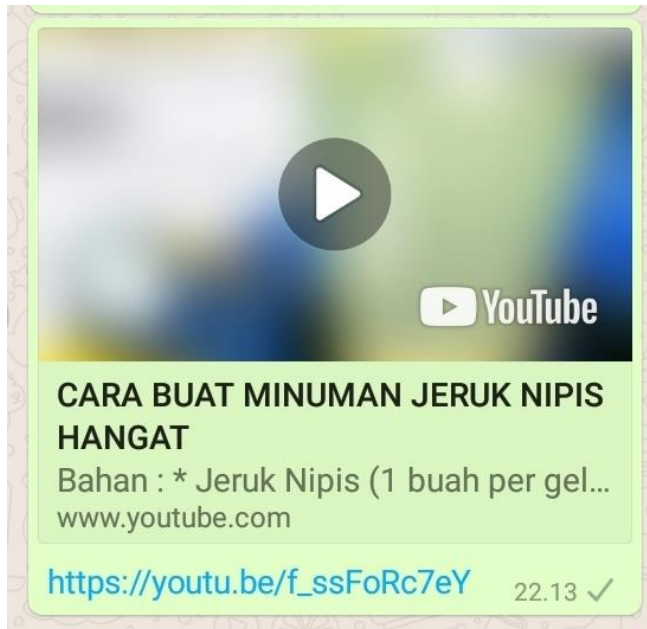 YouTube
CARA BUAT MINUMAN JERUK NIPIS
HANGAT
Bahan : * Jeruk Nipis (1 buah per gel...
www.youtube.com
https://youtu.be/f_ssFoRc7eY 22.13